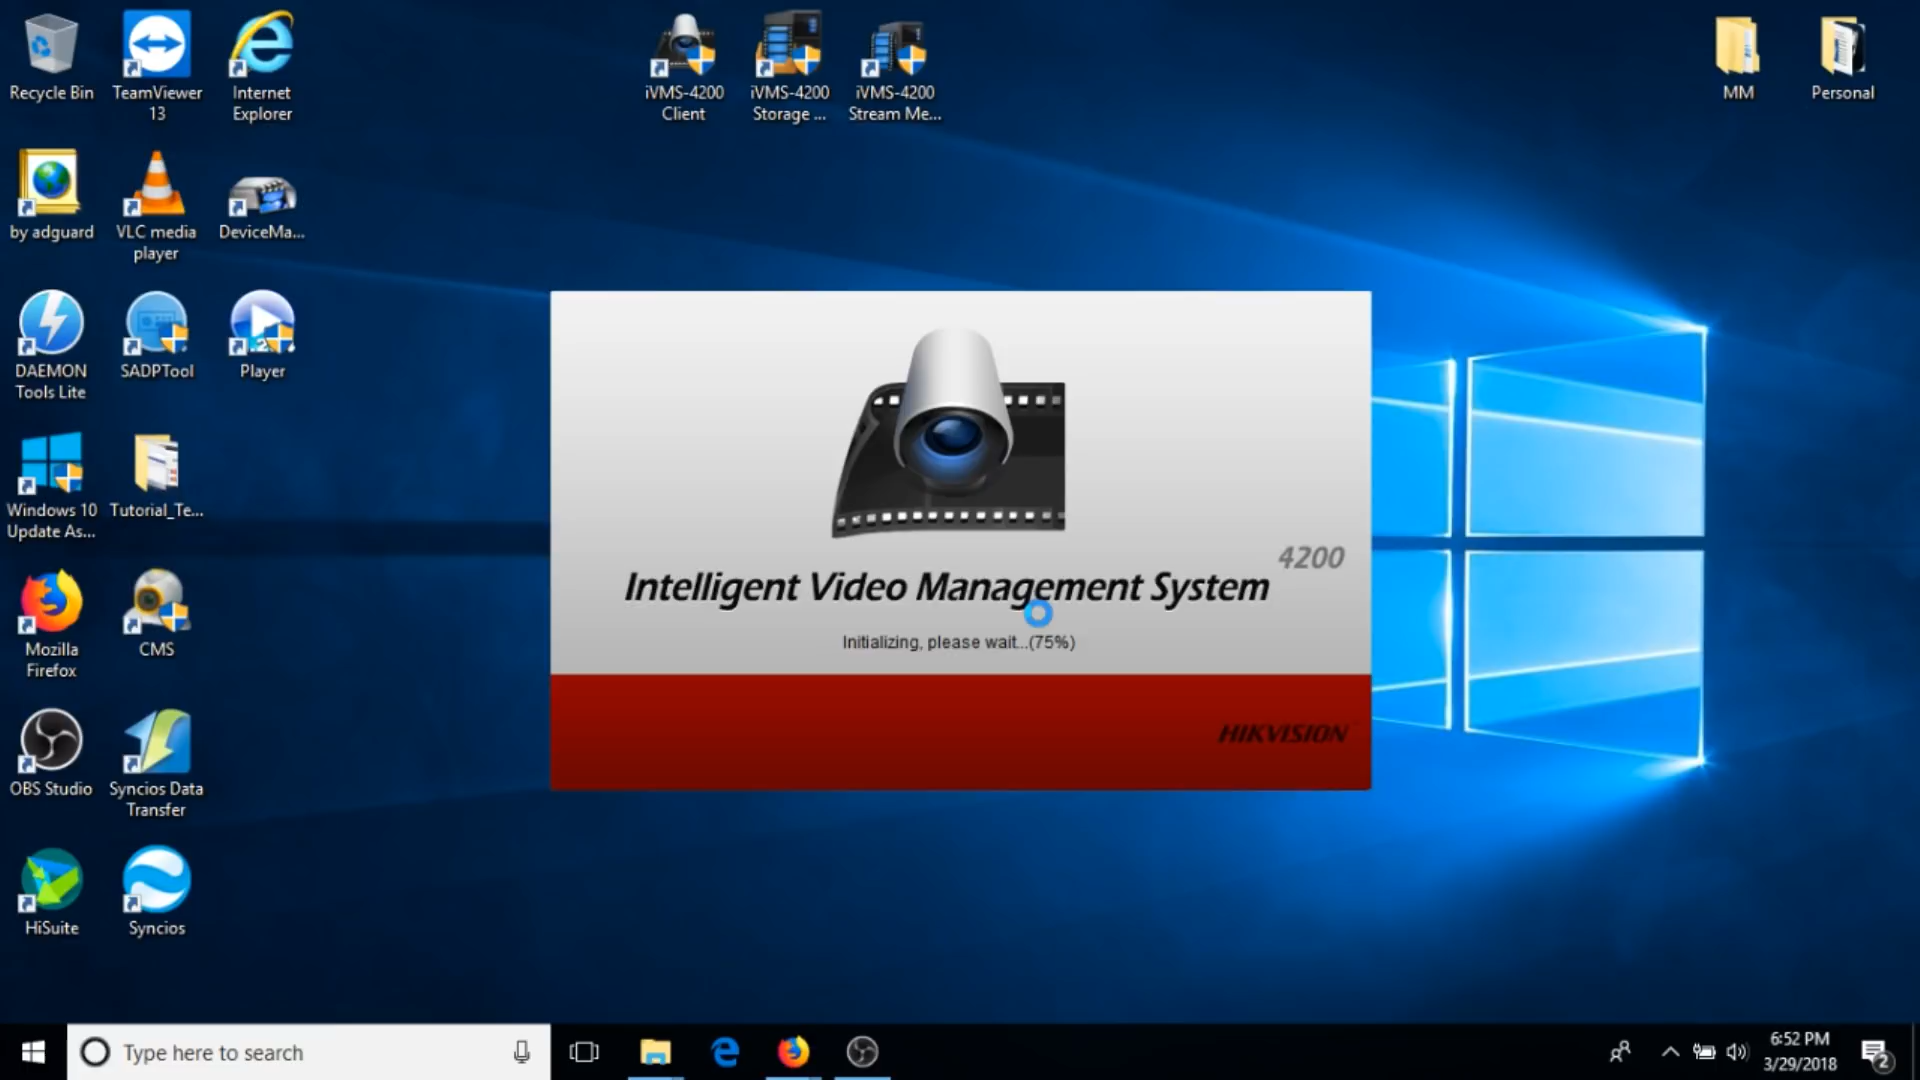 Recycle Bin
TeamViewer
13
Internet
Explorer
iVMS-4200
Client
iVMS-4200
Storage ...
iVMS-4200
Stream Me...
MM
Personal
by adguard
VLC media
player
DeviceMa...
DAEMON
Tools Lite
SADPTool
Player
Windows 10
Update As...
Tutorial_Te...
4200
Intelligent Video Management System
Initializing, please wait...(75%)
HIKVISION
Mozilla
Firefox
CMS
OBS Studio
Syncios Data
Transfer
HiSuite
Syncios
Type here to search
6:52 PM
3/29/2018
2